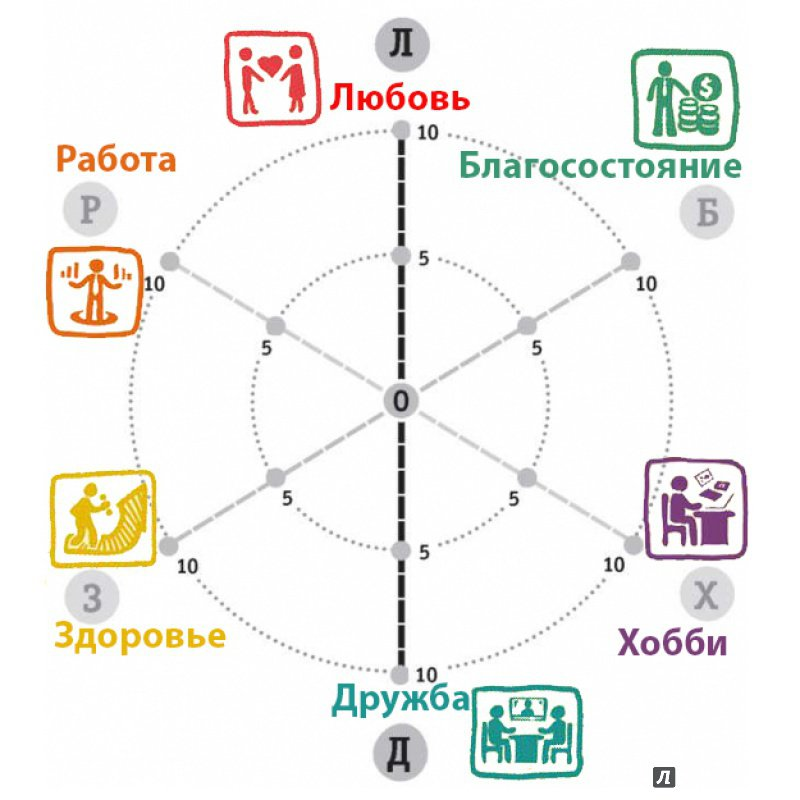 Л
Любовь
10
Благосостояние
Работа
Р
Б
5
10
10
5
5
0
5
5
5
10
10
З
Х
Здоровье
Хобби
10
Дружба
Д
Л